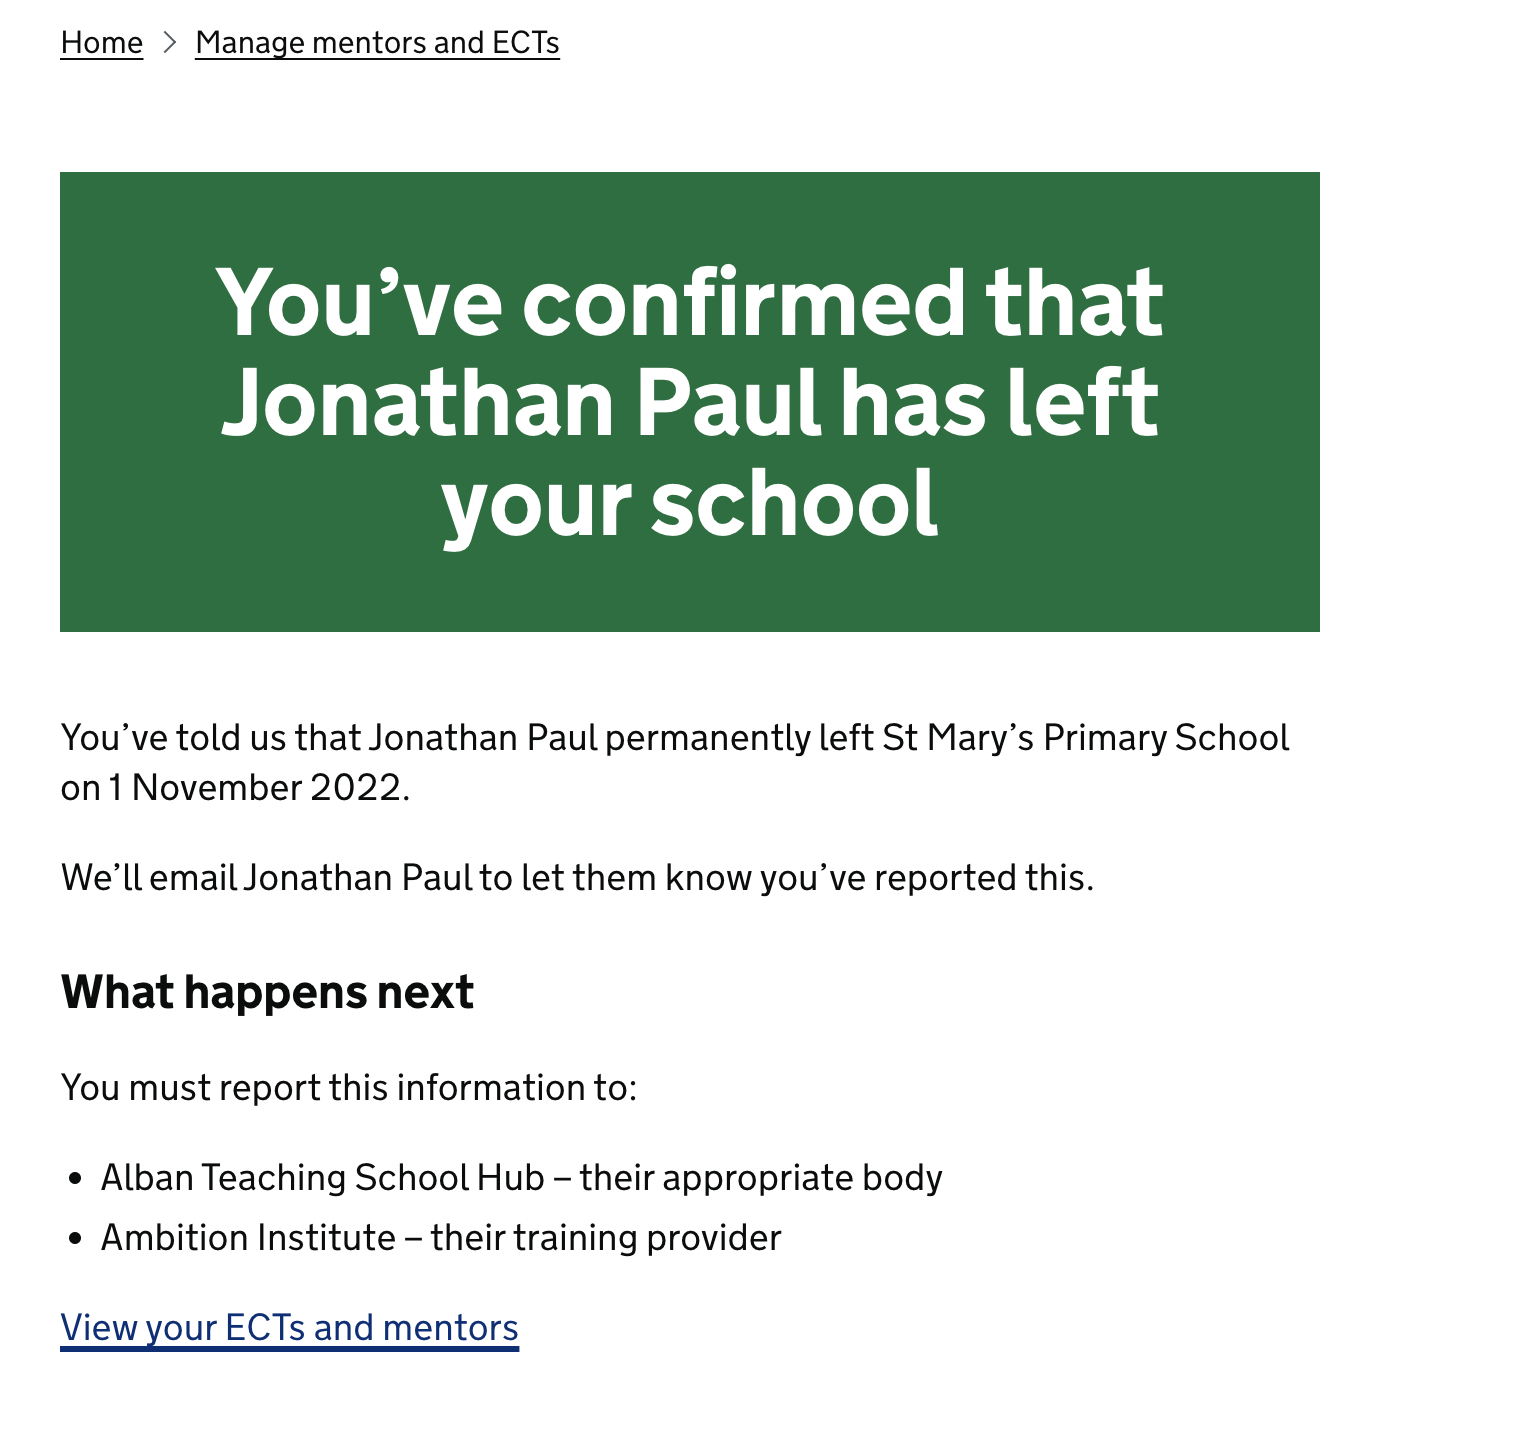 Home > Manage mentors and ECTs
You’ve confirmed that
Jonathan Paul has left
your school
You’ve told us that Jonathan Paul permanently left St Mary’s Primary School
on 1 November 2022.
We’ll email Jonathan Paul to let them know you’ve reported this.
What happens next
You must report this information to:
• Alban Teaching School Hub – their appropriate body
• Ambition Institute – their training provider
View your ECTs and mentors